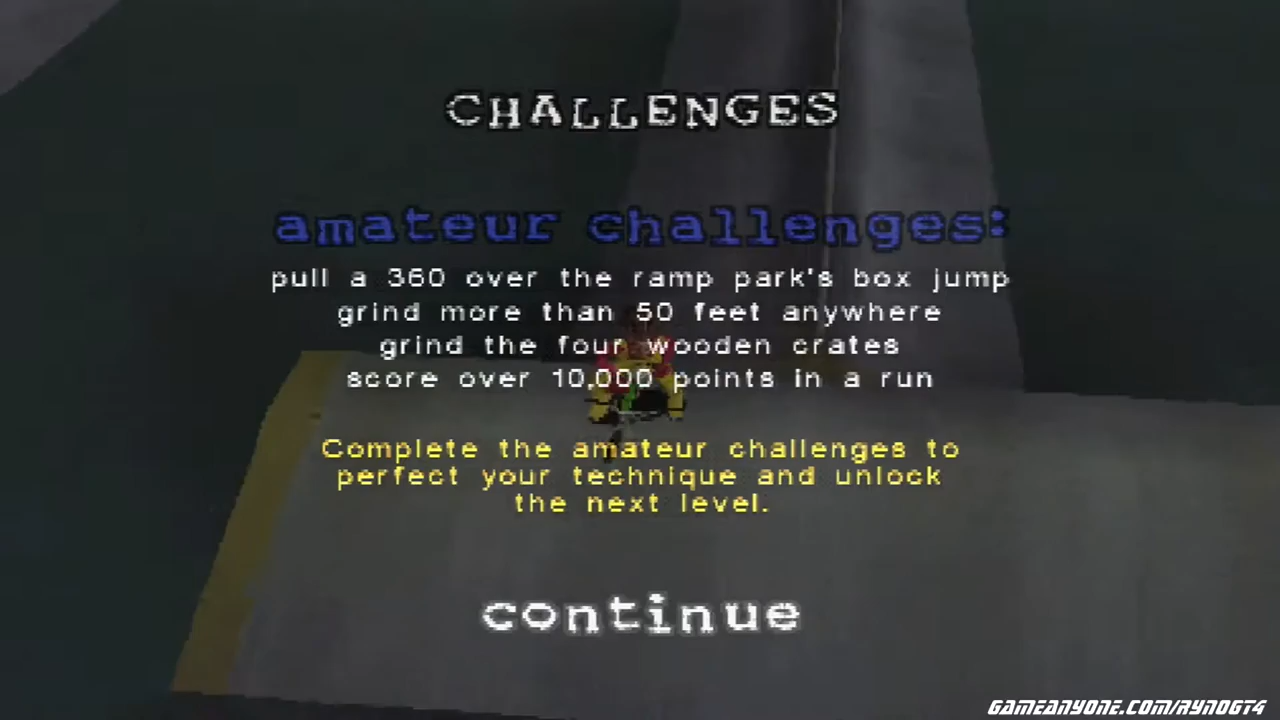 CHALLENGES
amateur challenges:
pull a 360 over the ramp park's box jump
grind more than 50 feet anywhere
grind the four wooden crates
score over 10,000 points in a run
Complete the amateur challenges to
perfect your technique and unlock
the next level.
continue
GAMEANYONE.COM/RYNOGT4